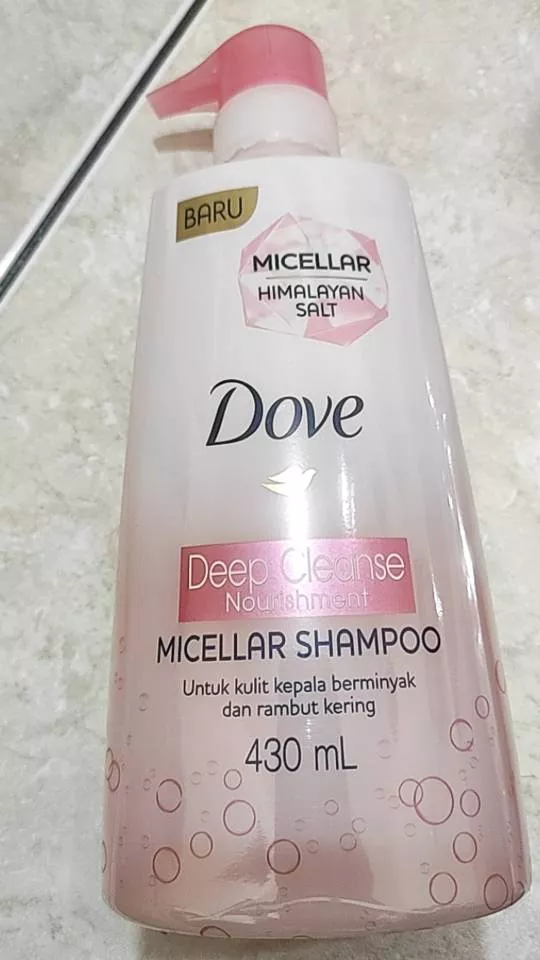 BARU
MICELLAR
HIMALAYAN
SALT
Dove
Deep Cleanse
Nourishment
MICELLAR SHAMPOO
Untuk kulit kepala berminyak
dan rambut kering
430 mL